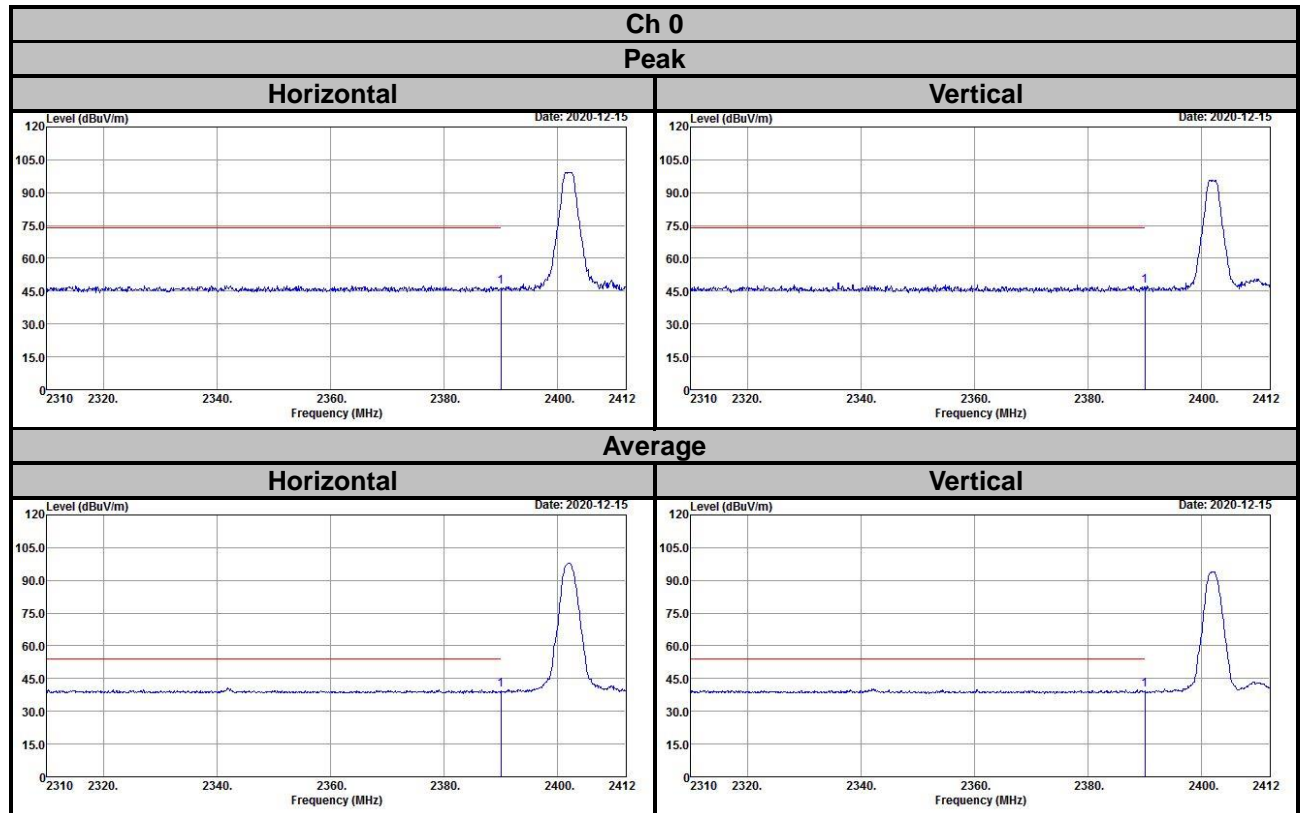 Ch 0
Peak
Horizontal Vertical
Level (dBuV/m) Date: 2020-12-15 Level (dBuV/m) Date: 2020-12-15
120 120
105.0 105.0
90.0 90.0
75.0 75.0
60.0 60.0
1 1
45.0 45.0
30.0 30.0
15.0 15.0
0 0
2310 2320. 2340. 2360. 2380. 2400. 2412 2310 2320. 2340. 2360. 2380. 2400. 2412
Frequency (MHz) Frequency (MHz)
Average
Horizontal Vertical
Level (dBuV/m) Date: 2020-12-15 Level (dBuV/m) Date: 2020-12-15
120 120
105.0 105.0
90.0 90.0
75.0 75.0
60.0 60.0
45.0 1 45.0 1
30.0 30.0
15.0 15.0
0 0
2310 2320. 2340. 2360. 2380. 2400. 2412 2310 2320. 2340. 2360. 2380. 2400. 2412
Frequency (MHz) Frequency (MHz)